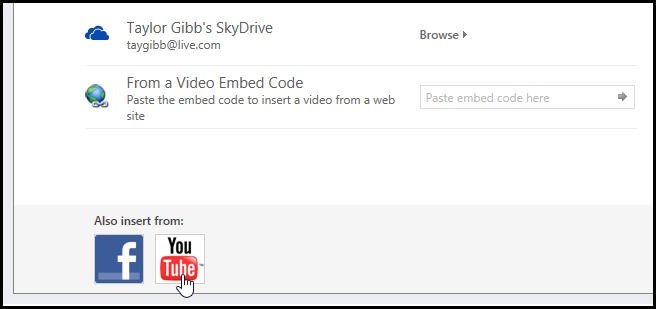 Taylor Gibb's SkyDrive
taygibb@live.com
Browse
From a Video Embed Code
Paste the embed code to insert a video from a web
site
Paste embed code here
Also insert from:
f
You
Tube
™